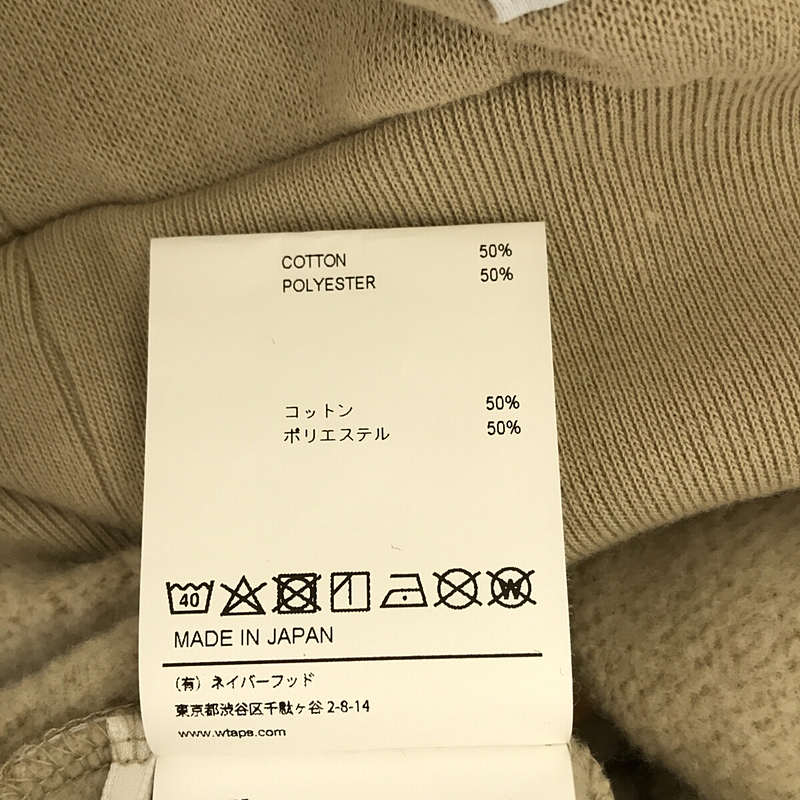 COTTON 50%
POLYESTER 50%
コットン 50%
ポリエステル 50%
40 W
MADE IN JAPAN
(有) ネイバーフッド
東京都渋谷区千駄ヶ谷 2-8-14
www.wtaps.com